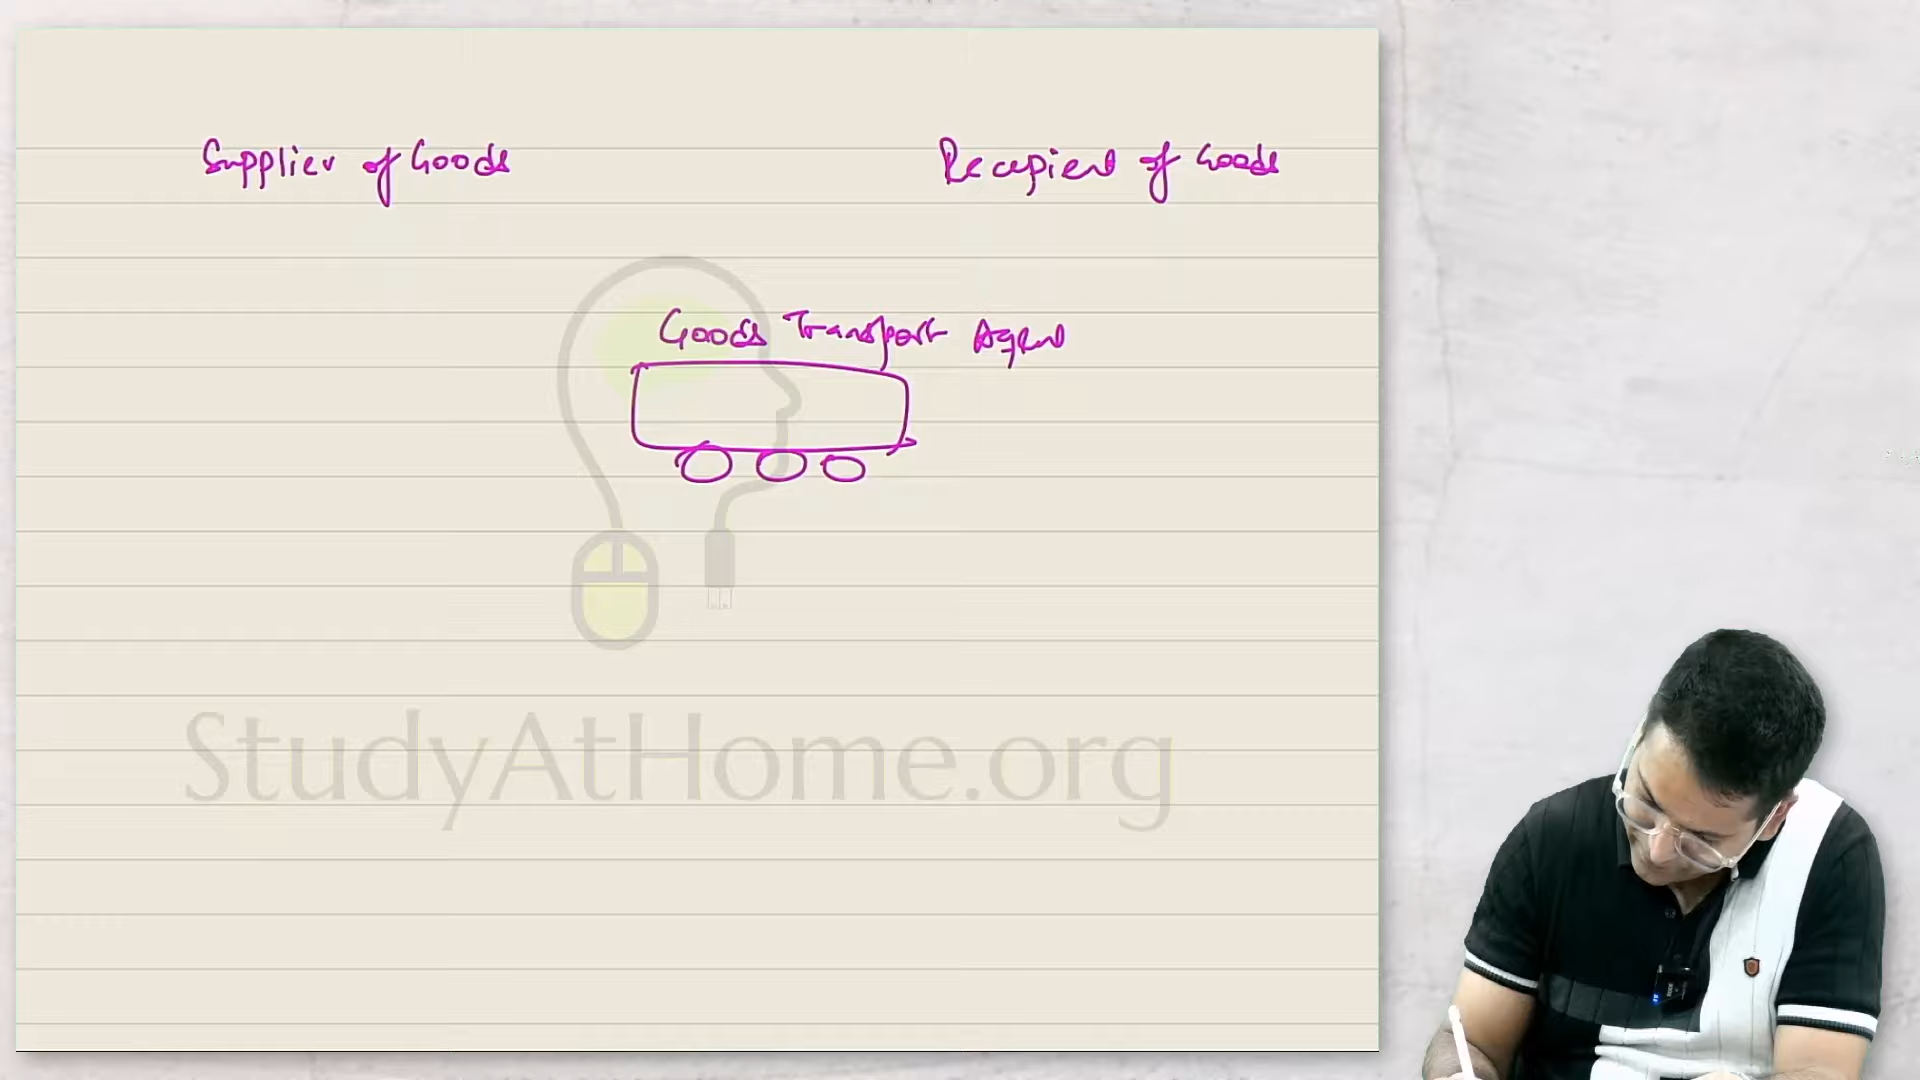 Supplier of Goods
Recepient of Goods
Goods Transport Agent
StudyAtHome.org